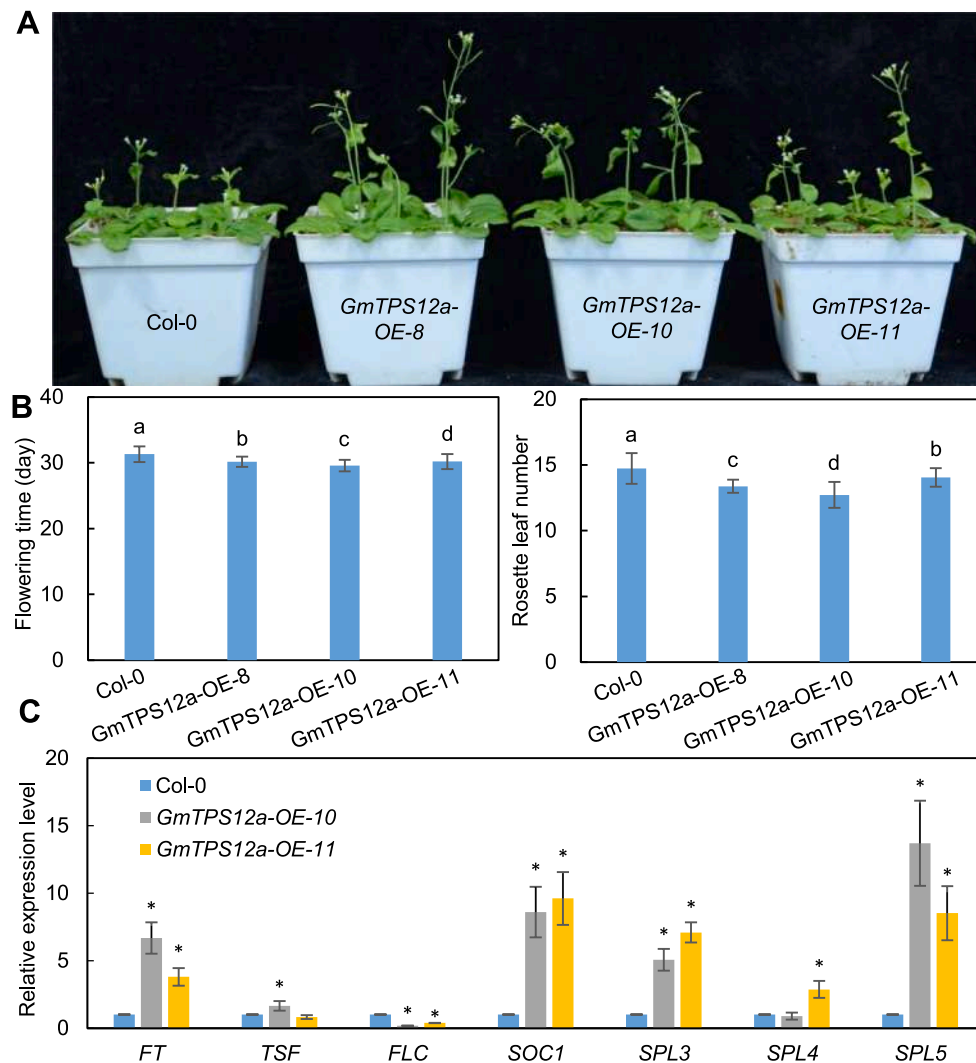 A
Col-0
GmTPS12a-
OE-8
GmTPS12a-
OE-10
GmTPS12a-
OE-11
B
Flowering time (day)
40
30
20
10
0
a
b
c
d
Col-0
GmTPS12a-OE-8
GmTPS12a-OE-10
GmTPS12a-OE-11
Rosette leaf number
20
15
10
5
0
a
c
d
b
Col-0
GmTPS12a-OE-8
GmTPS12a-OE-10
GmTPS12a-OE-11
C
Relative expression level
20
15
10
5
0
Col-0
GmTPS12a-OE-10
GmTPS12a-OE-11
* *
*
* *
* *
* *
*
* *
FT
TSF
FLC
SOC1
SPL3
SPL4
SPL5